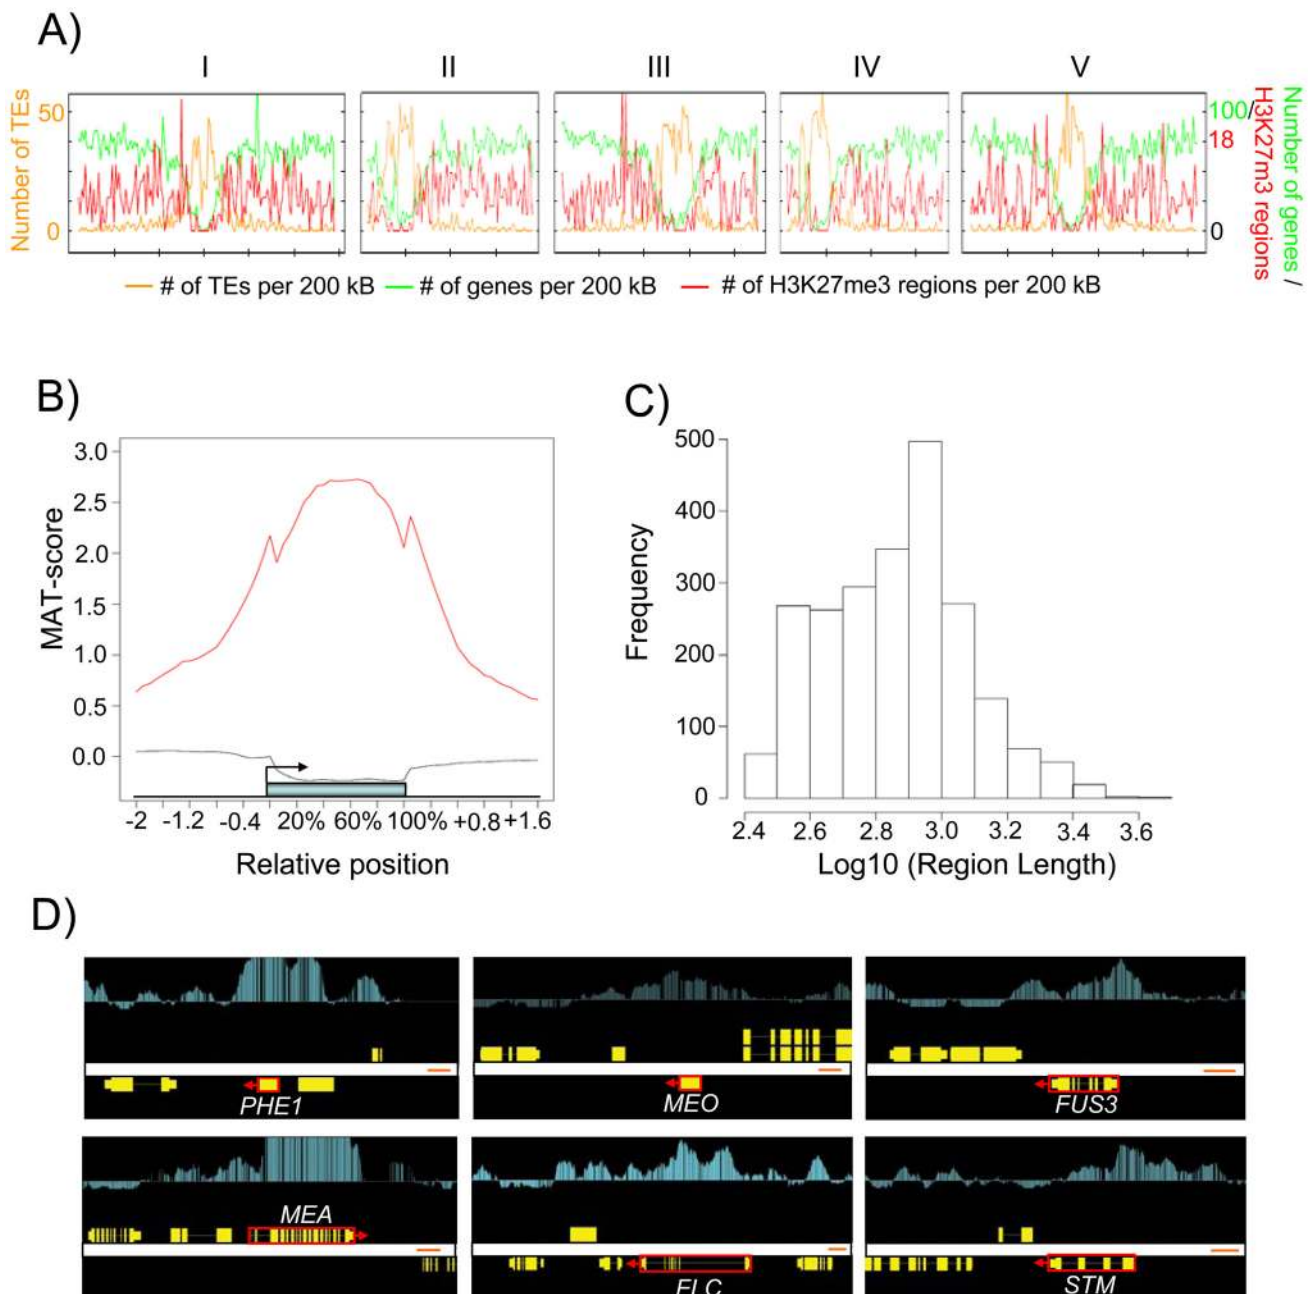 A)
I II III IV V
Number of TEs
50
0
100/
18
0
H3K27m3 regions
Number of genes /
# of TEs per 200 kB # of genes per 200 kB # of H3K27me3 regions per 200 kB
B)
MAT-score
3.0
2.5
2.0
1.5
1.0
0.5
0.0
-2 -1.2 -0.4 20% 60% 100% +0.8 +1.6
Relative position
C)
Frequency
500
400
300
200
100
0
2.4 2.6 2.8 3.0 3.2 3.4 3.6
Log10 (Region Length)
D)
PHE1 MEO FUS3
MEA
FLC STM